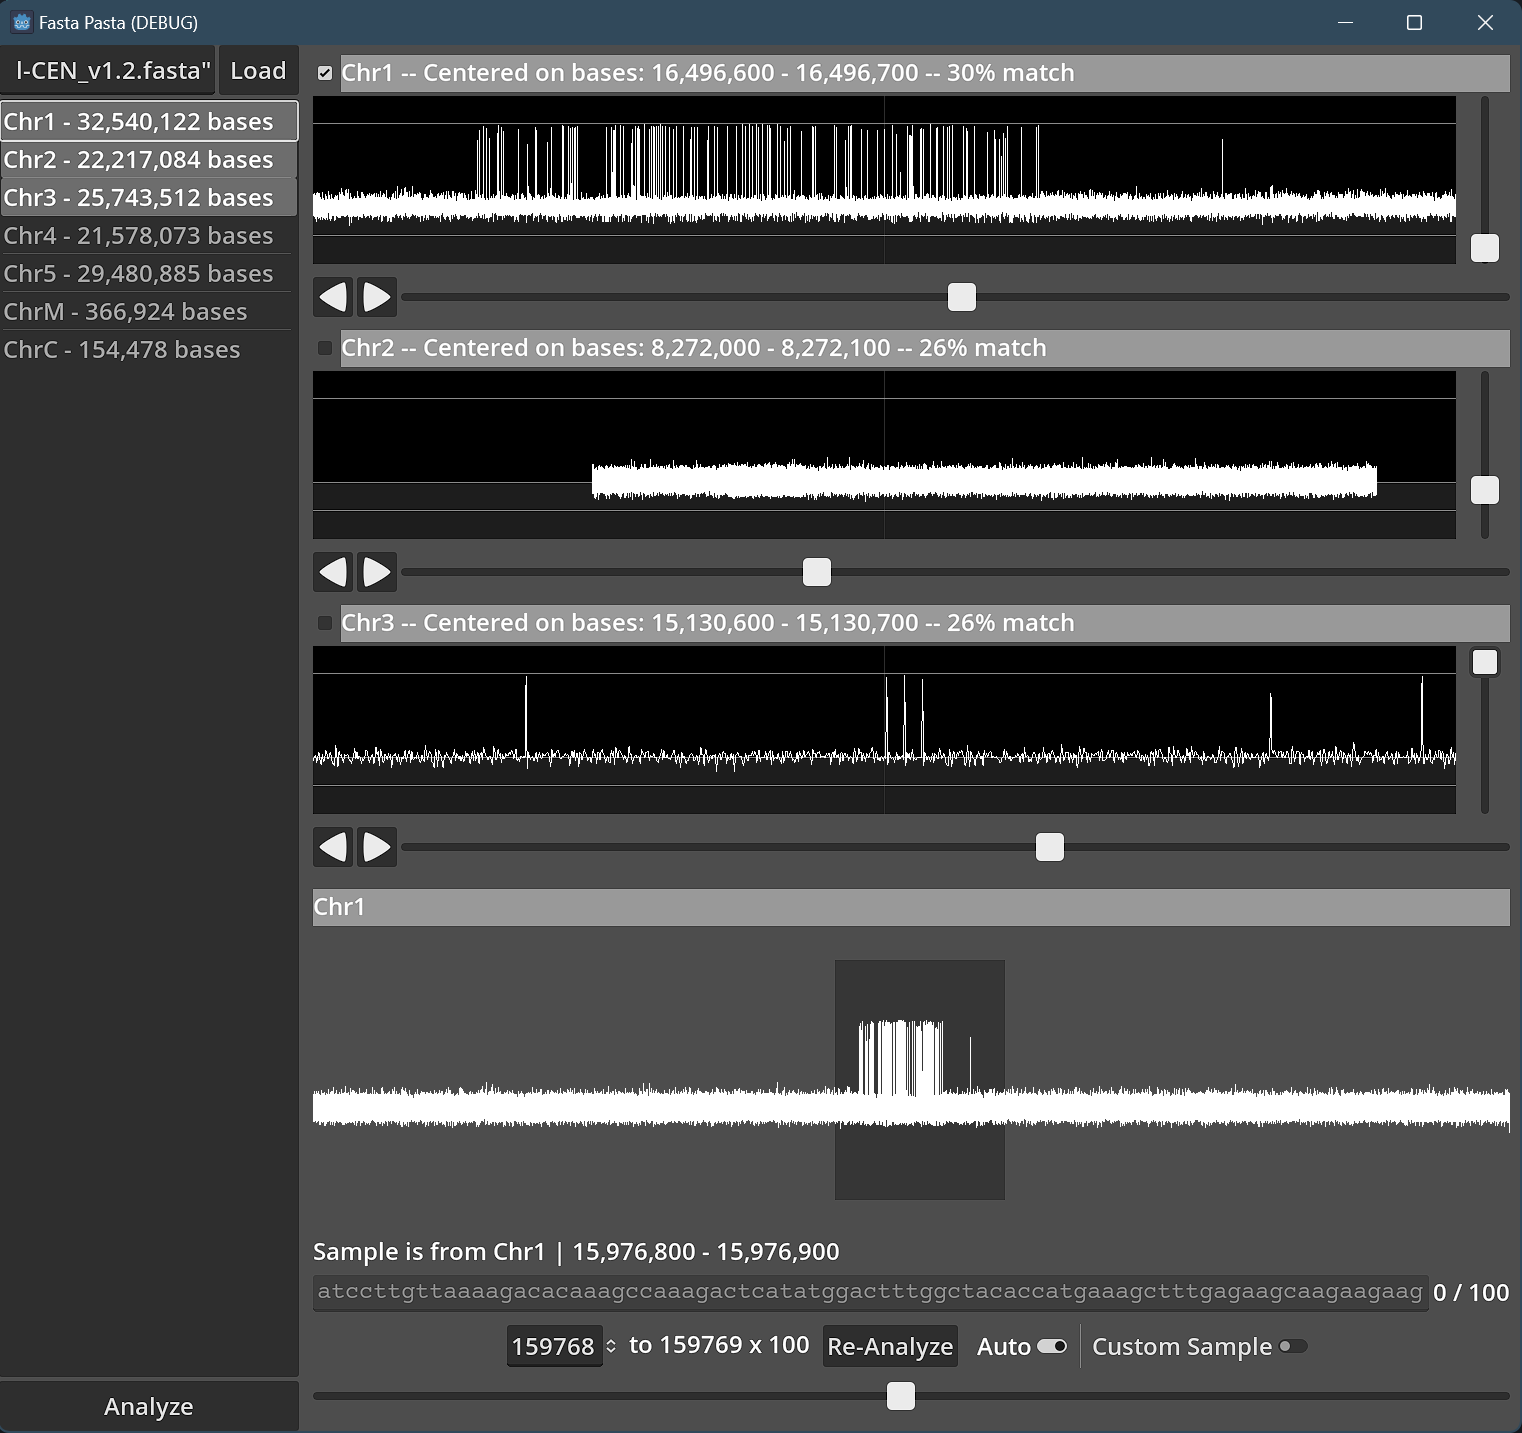 Fasta Pasta (DEBUG)
l-CEN_v1.2.fasta"
Load
Chr1 - 32,540,122 bases
Chr2 - 22,217,084 bases
Chr3 - 25,743,512 bases
Chr4 - 21,578,073 bases
Chr5 - 29,480,885 bases
ChrM - 366,924 bases
ChrC - 154,478 bases
Analyze
Chr1 -- Centered on bases: 16,496,600 - 16,496,700 -- 30% match
Chr2 -- Centered on bases: 8,272,000 - 8,272,100 -- 26% match
Chr3 -- Centered on bases: 15,130,600 - 15,130,700 -- 26% match
Chr1
Sample is from Chr1 | 15,976,800 - 15,976,900
atccttgttaaaagacacaaagccaaagactcatatggactttggctacaccatgaaagctttgagaagcaagaagaag 0 / 100
159768 to 159769 x 100 Re-Analyze Auto Custom Sample